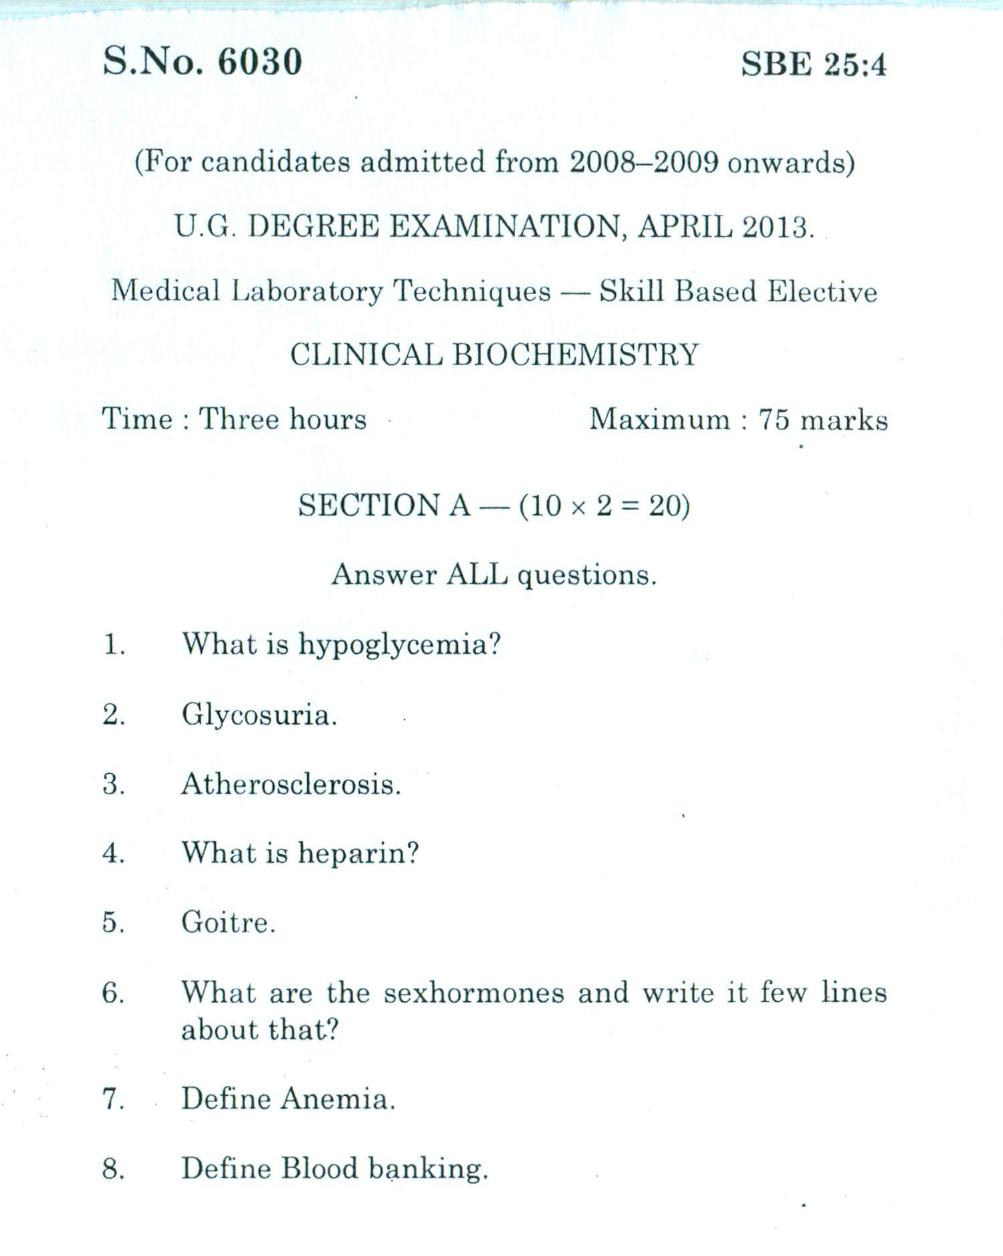 S.No. 6030 SBE 25:4
(For candidates admitted from 2008–2009 onwards)
U.G. DEGREE EXAMINATION, APRIL 2013.
Medical Laboratory Techniques — Skill Based Elective
CLINICAL BIOCHEMISTRY
Time : Three hours Maximum : 75 marks
SECTION A — (10 × 2 = 20)
Answer ALL questions.
1. What is hypoglycemia?
2. Glycosuria.
3. Atherosclerosis.
4. What is heparin?
5. Goitre.
6. What are the sexhormones and write it few lines
about that?
7. Define Anemia.
8. Define Blood banking.